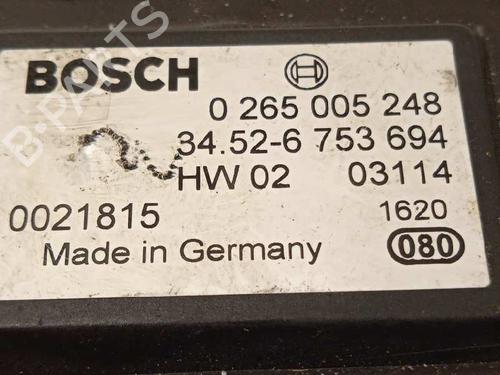 BOSCH
0 265 005 248
34.52-6 753 694
HW 02 03114
0021815 1620
Made in Germany 080
B-PARTS